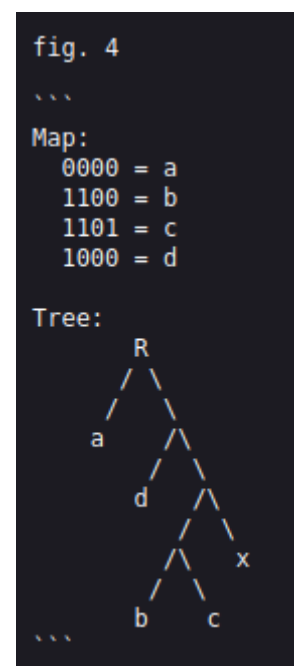 fig. 4
```
Map:
  0000 = a
  1100 = b
  1101 = c
  1000 = d

Tree:
        R
       / \
      /   \
     a    /\
         /  \
        d   /\
           /  \
          /\   x
         /  \
        b    c
```